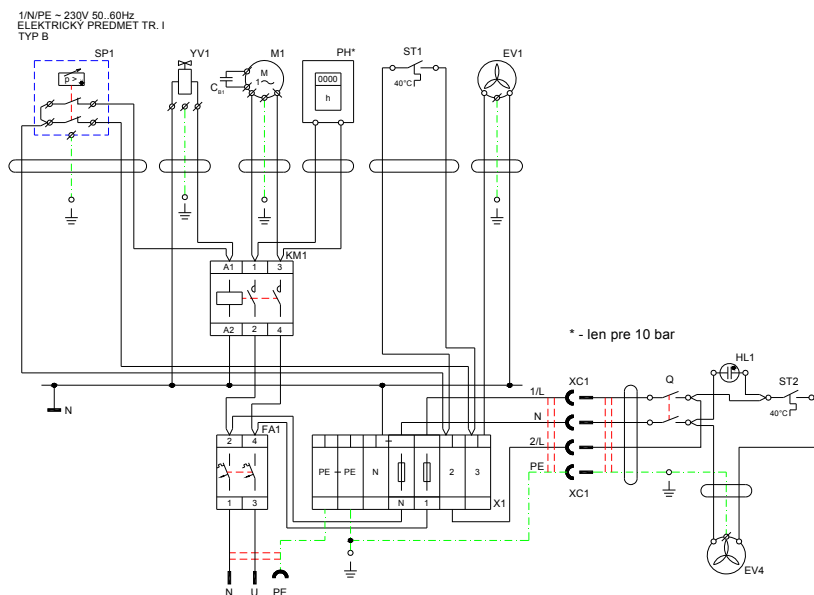 1/N/PE ~ 230V 50..60Hz
ELEKTRICKÝ PREDMET TR. I
TYP B
SP1
YV1
M1
PH*
ST1
EV1
p >
C B1
M
1 ~
0000
h
40°C
KM1
A1 1 3
A2 2 4
* - len pre 10 bar
HL1
N
1/L
XC1
Q
ST2
40°C
N
2/L
PE
XC1
FA1
2 4
1 3
PE PE N 2 3
N 1
X1
EV4
N U PE